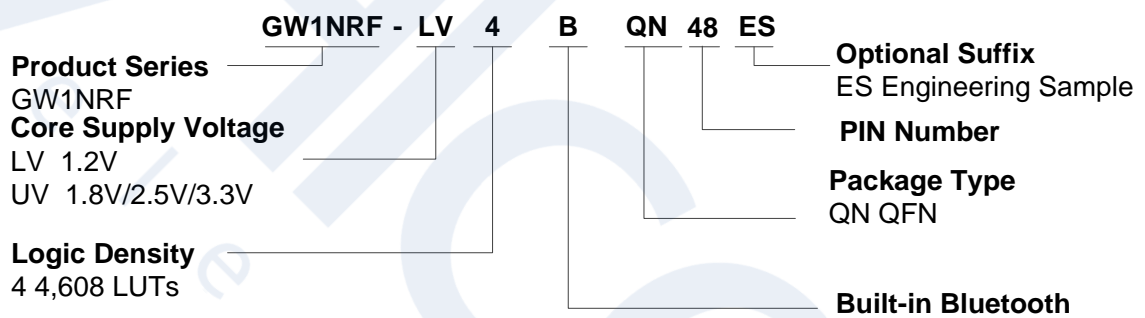 GW1NRF - LV 4 B QN 48 ES
Product Series
GW1NRF
Core Supply Voltage
LV 1.2V
UV 1.8V/2.5V/3.3V
Logic Density
4 4,608 LUTs
Optional Suffix
ES Engineering Sample
PIN Number
Package Type
QN QFN
Built-in Bluetooth